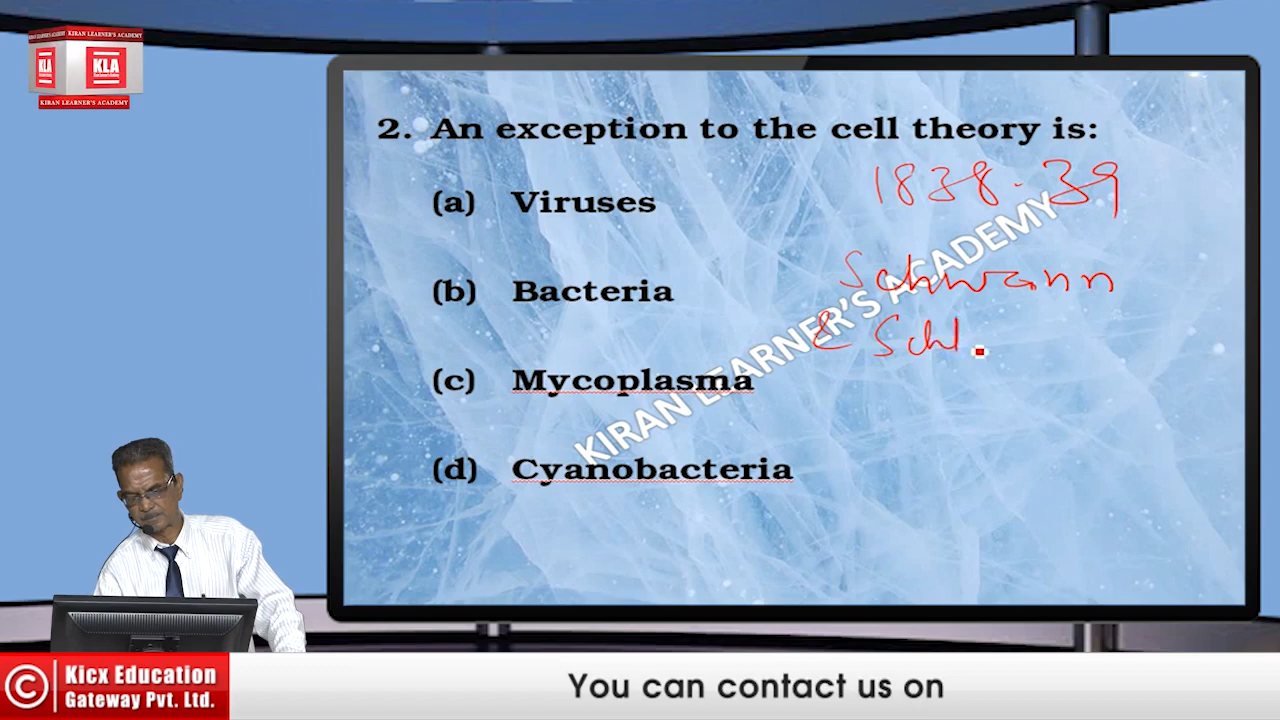 KIRAN LEARNER'S ACADEMY
KLA
KLA
KIRAN LEARNER'S ACADEMY
2. An exception to the cell theory is:
1838-39
(a) Viruses
Schwann
(b) Bacteria
& Schl
(c) Mycoplasma
(d) Cyanobacteria
KIRAN LEARNER'S ACADEMY
© Kicx Education
Gateway Pvt. Ltd.
You can contact us on